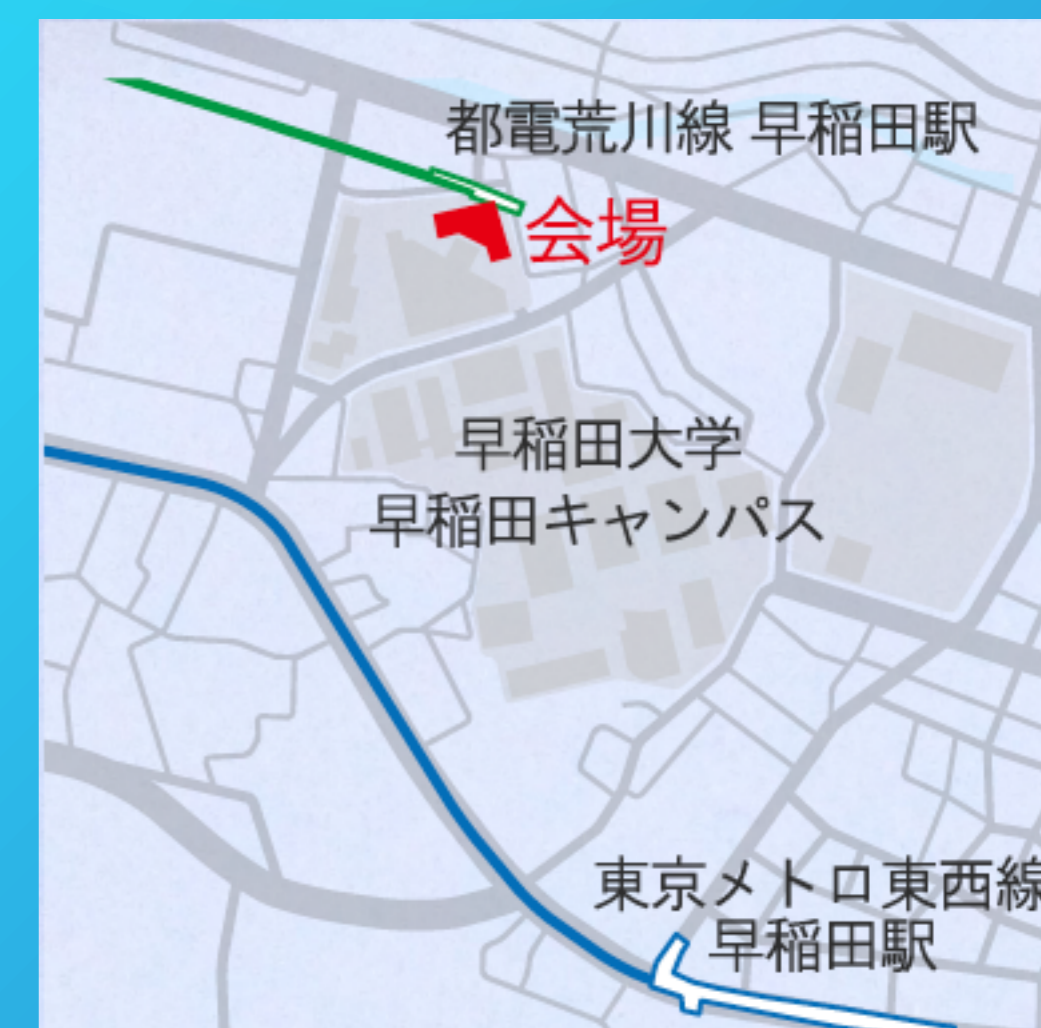 都電荒川線 早稲田駅
会場
早稲田大学
早稲田キャンパス
東京メトロ東西線
早稲田駅